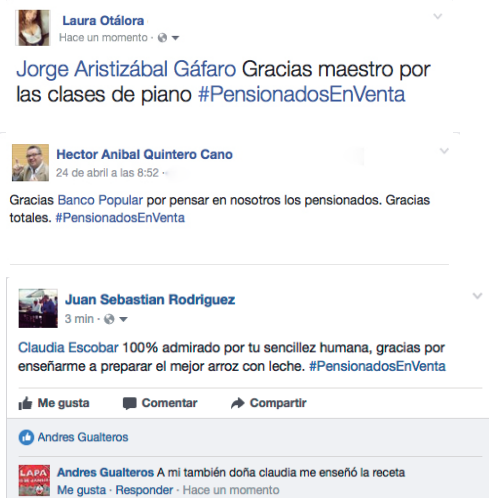 Laura Otálora
Hace un momento ·
Jorge Aristizábal Gáfaro Gracias maestro por
las clases de piano #PensionadosEnVenta
Hector Anibal Quintero Cano
24 de abril a las 8:52 ·
Gracias Banco Popular por pensar en nosotros los pensionados. Gracias
totales. #PensionadosEnVenta
Juan Sebastian Rodriguez
3 min ·
Claudia Escobar 100% admirado por tu sencillez humana, gracias por
enseñarme a preparar el mejor arroz con leche. #PensionadosEnVenta
Me gusta Comentar Compartir
Andres Gualteros
LAPA
Andres Gualteros A mi también doña claudia me enseñó la receta
Me gusta · Responder · Hace un momento